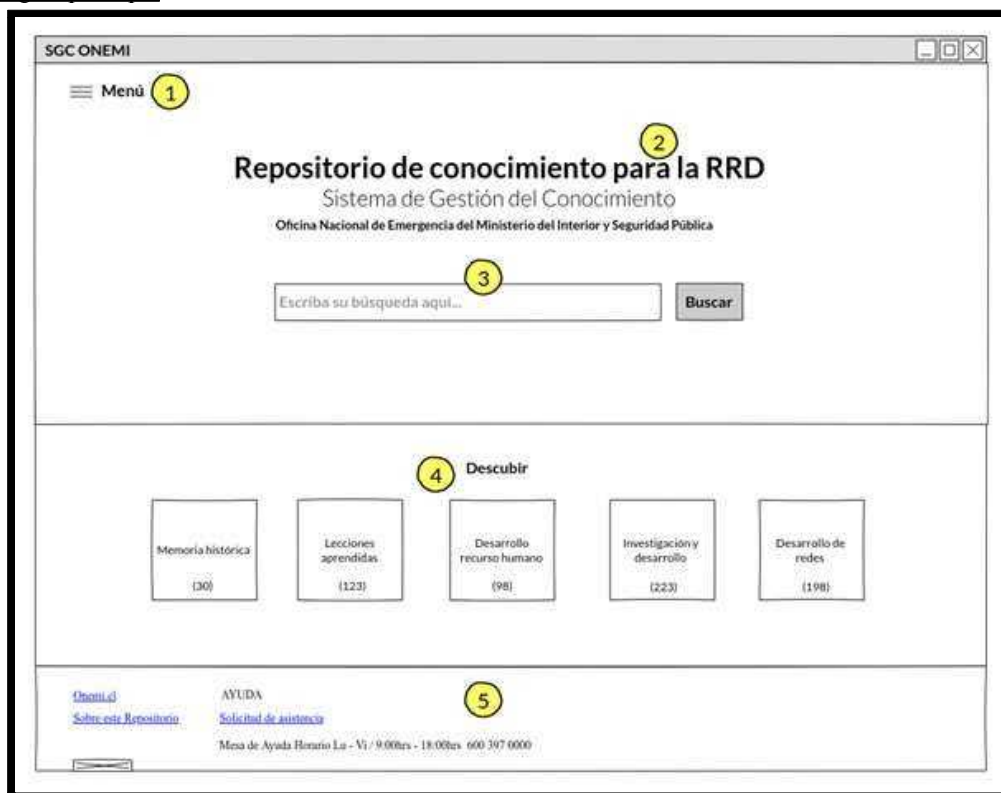 SGC ONEMI
Menú 1
2
Repositorio de conocimiento para la RRD
Sistema de Gestión del Conocimiento
Oficina Nacional de Emergencia del Ministerio del Interior y Seguridad Pública
3
Escriba su búsqueda aquí... Buscar
4 Descubir
Memoria histórica
(30)
Lecciones
aprendidas
(123)
Desarrollo
recurso humano
(98)
Investigación y
desarrollo
(223)
Desarrollo de
redes
(198)
Onemi.cl AYUDA 5
Sobre este Repositorio Solicitud de asistencia
Mesa de Ayuda Horario Lu - Vi / 9:00hrs - 18:00hrs 600 397 0000